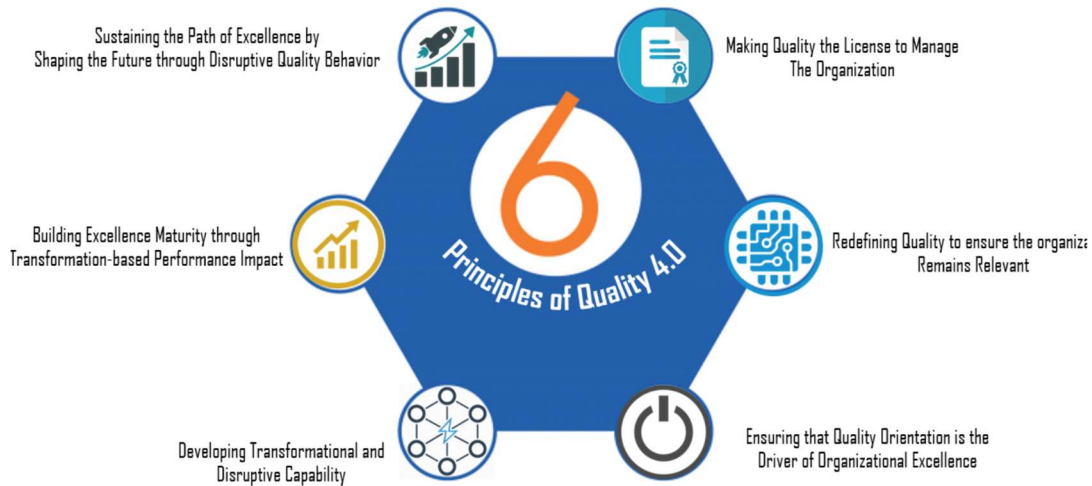 Sustaining the Path of Excellence by
Shaping the Future through Disruptive Quality Behavior
Making Quality the License to Manage
The Organization
6
Principles of Quality 4.0
Building Excellence Maturity through
Transformation-based Performance Impact
Redefining Quality to ensure the
Remains Relevant
Developing Transformational and
Disruptive Capability
Ensuring that Quality Orientation is the
Driver of Organizational Excellence